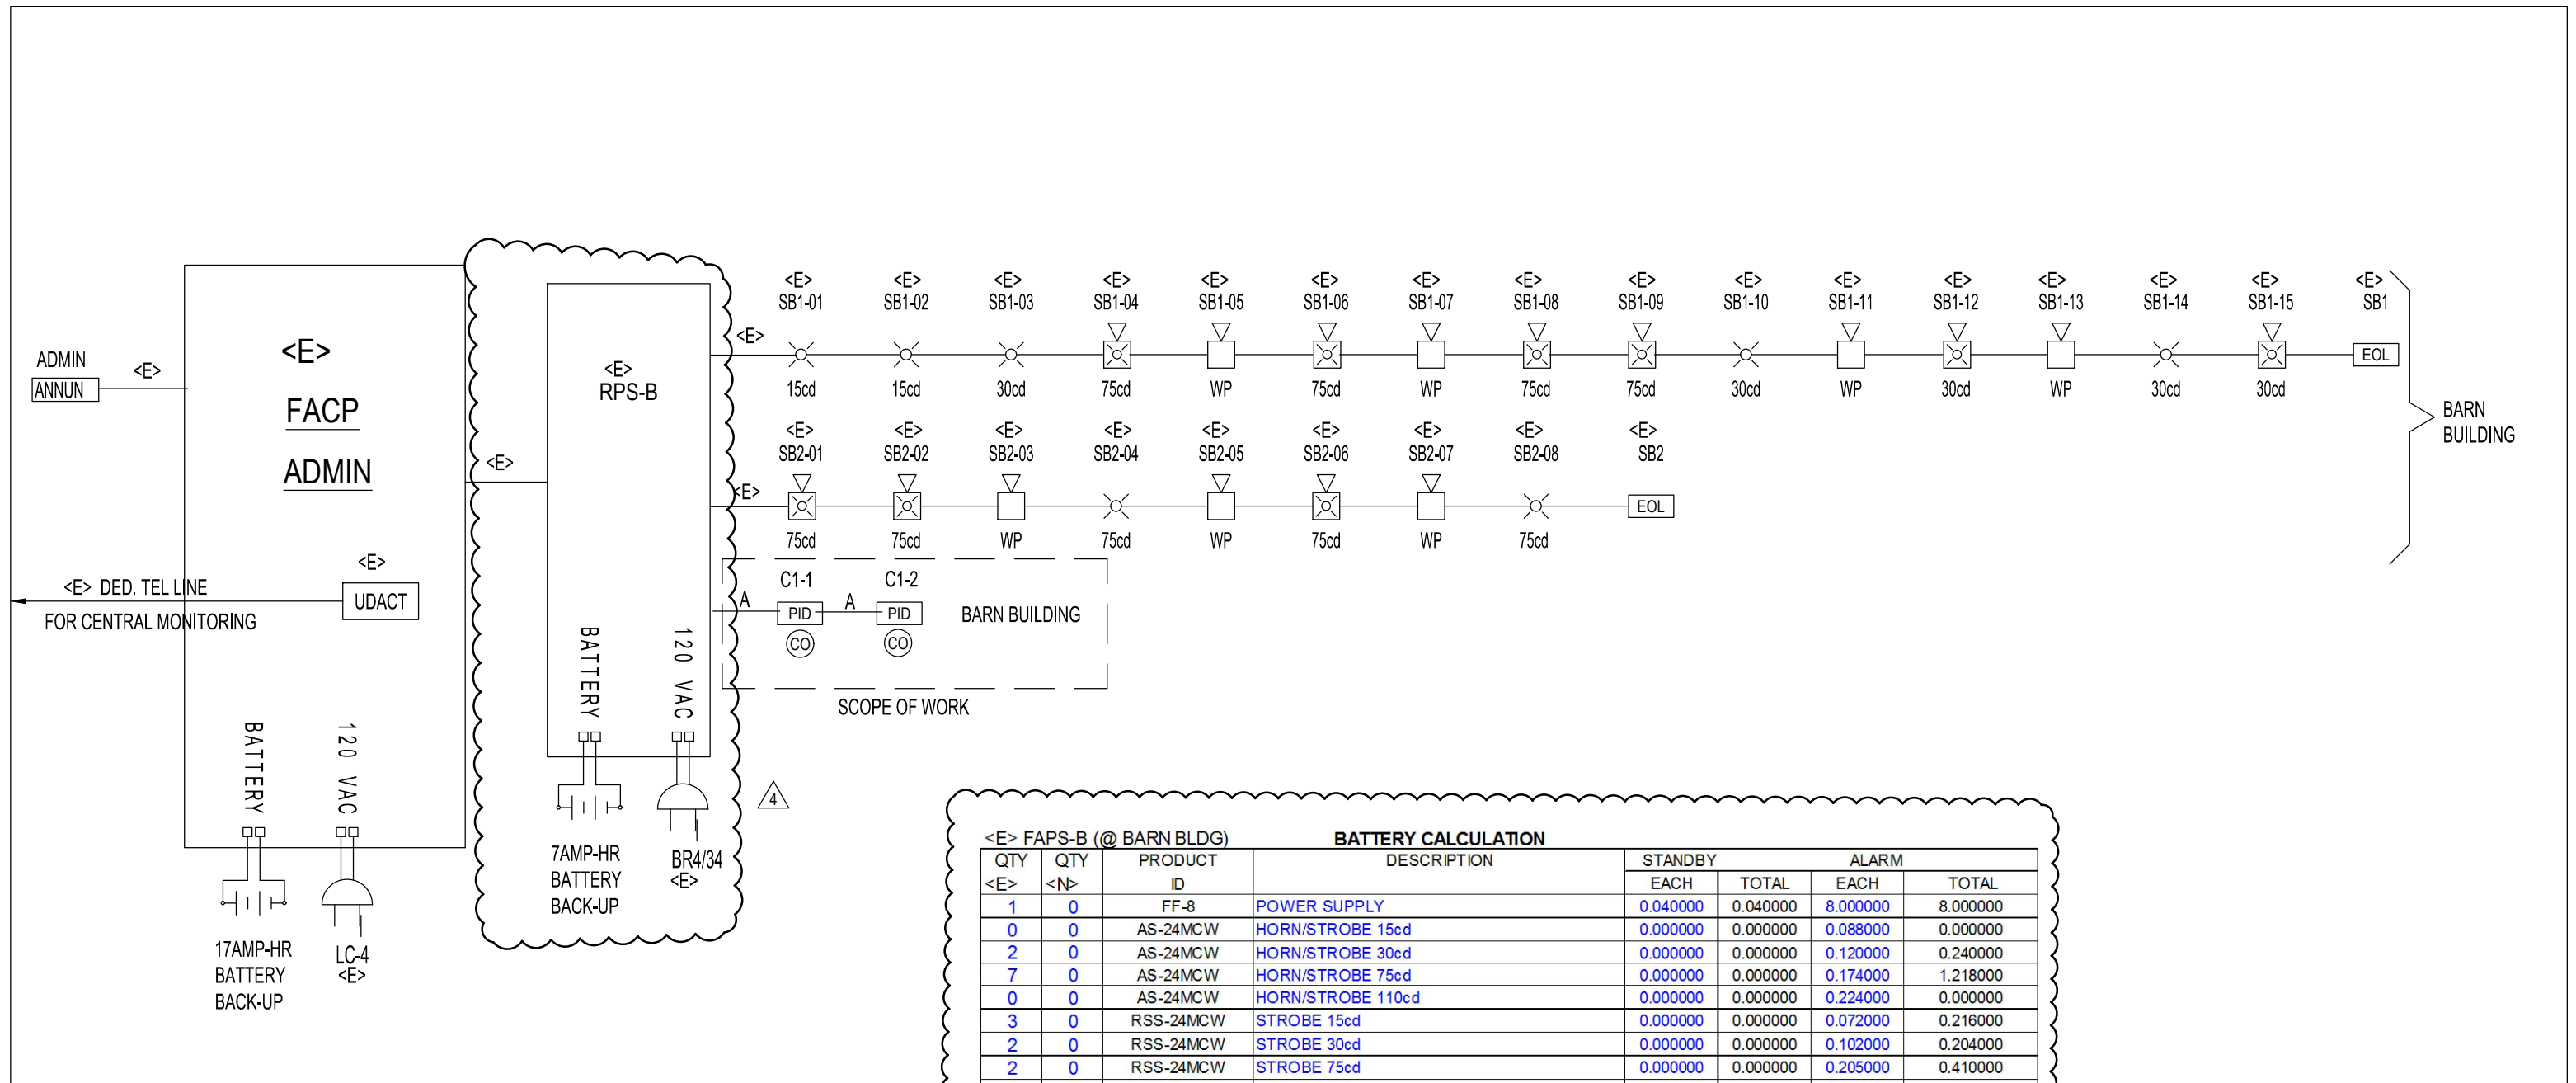 <E> <E> <E> <E> <E> <E> <E> <E> <E> <E> <E> <E> <E> <E> <E> <E>
SB1-01 SB1-02 SB1-03 SB1-04 SB1-05 SB1-06 SB1-07 SB1-08 SB1-09 SB1-10 SB1-11 SB1-12 SB1-13 SB1-14 SB1-15 SB1
<E>
EOL
15cd 15cd 30cd 75cd WP 75cd WP 75cd 75cd 30cd WP 30cd WP 30cd 30cd
<E> <E> <E> <E> <E> <E> <E> <E> <E>
SB2-01 SB2-02 SB2-03 SB2-04 SB2-05 SB2-06 SB2-07 SB2-08 SB2
<E>
EOL
75cd 75cd WP 75cd WP 75cd WP 75cd
BARN
BUILDING
ADMIN
ANNUN
<E>
<E>
FACP
ADMIN
<E>
<E>
RPS-B
<E>
UDACT
<E> DED. TEL LINE
FOR CENTRAL MONITORING
C1-1 C1-2
A PID A PID
CO CO
BARN BUILDING
SCOPE OF WORK
BATTERY
120 VAC
BATTERY
120 VAC
4
7AMP-HR
BATTERY
BACK-UP
BR4/34
<E>
17AMP-HR
BATTERY
BACK-UP
LC-4
<E>
<E> FAPS-B (@ BARN BLDG) BATTERY CALCULATION
QTY QTY PRODUCT DESCRIPTION STANDBY ALARM
<E> <N> ID EACH TOTAL EACH TOTAL
1 0 FF-8 POWER SUPPLY 0.040000 0.040000 8.000000 8.000000
0 0 AS-24MCW HORN/STROBE 15cd 0.000000 0.000000 0.088000 0.000000
2 0 AS-24MCW HORN/STROBE 30cd 0.000000 0.000000 0.120000 0.240000
7 0 AS-24MCW HORN/STROBE 75cd 0.000000 0.000000 0.174000 1.218000
0 0 AS-24MCW HORN/STROBE 110cd 0.000000 0.000000 0.224000 0.000000
3 0 RSS-24MCW STROBE 15cd 0.000000 0.000000 0.072000 0.216000
2 0 RSS-24MCW STROBE 30cd 0.000000 0.000000 0.102000 0.204000
2 0 RSS-24MCW STROBE 75cd 0.000000 0.000000 0.205000 0.410000